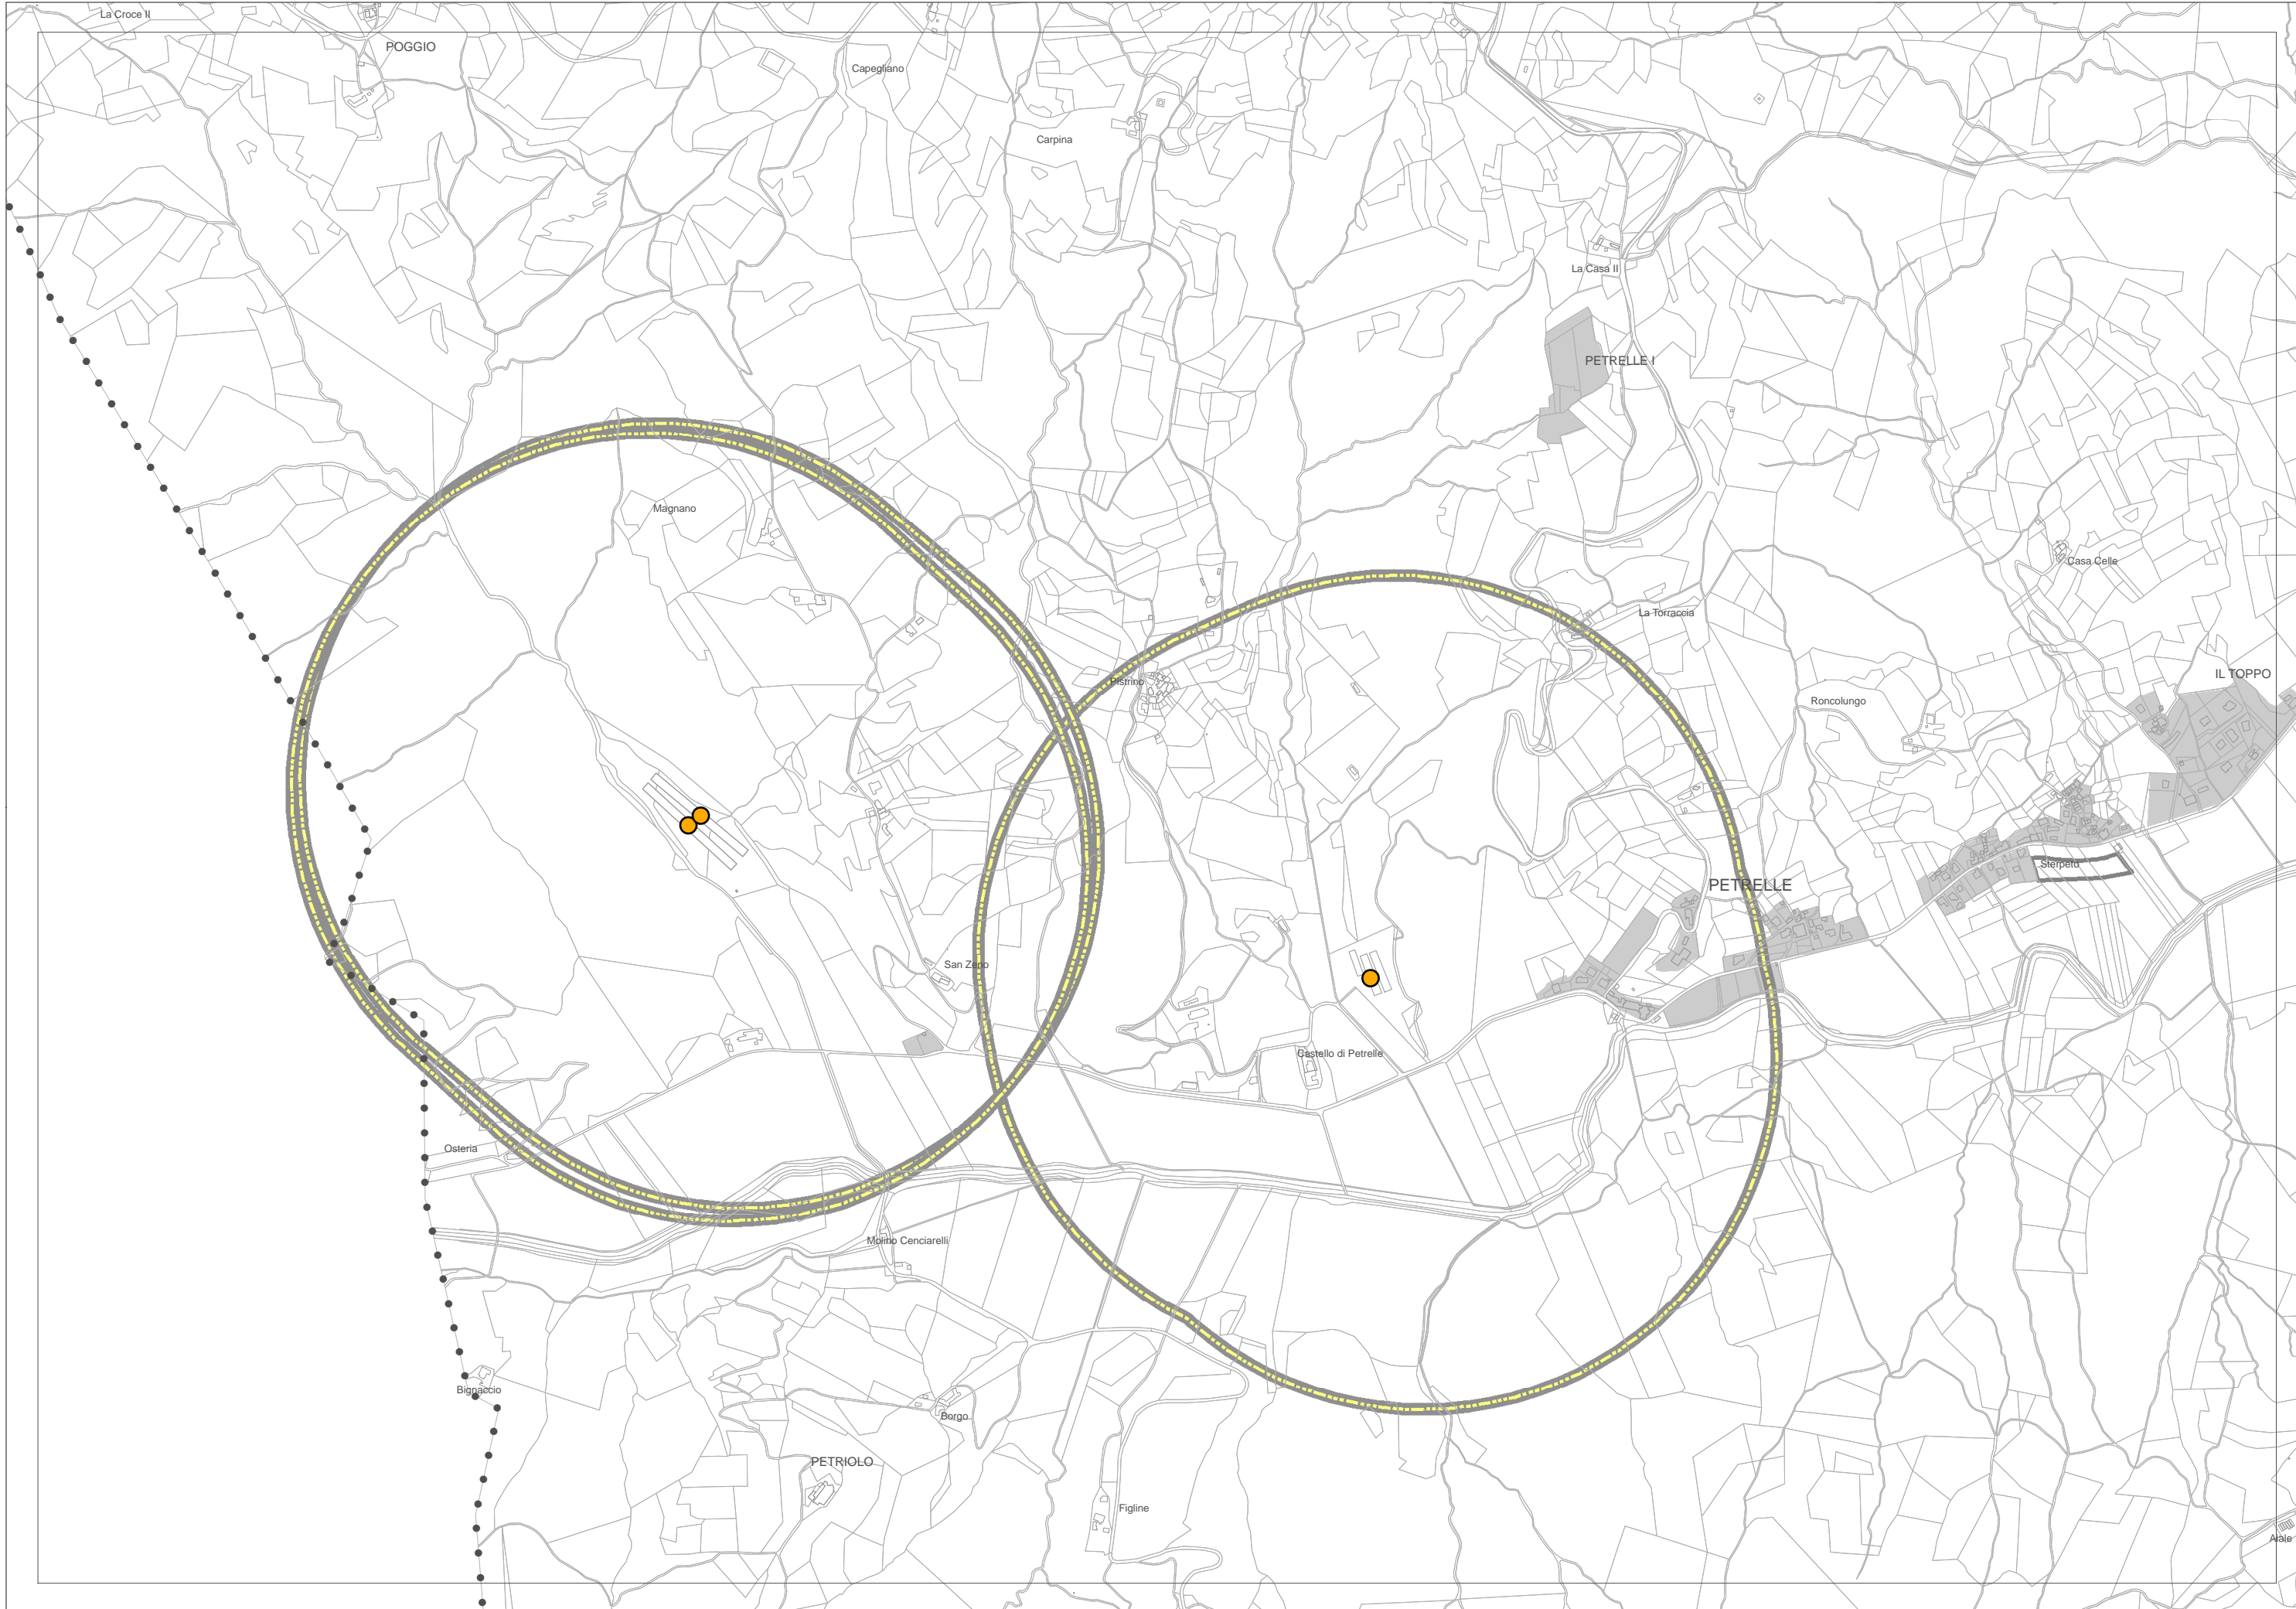 La Croce II
POGGIO
Capegliano
Carpina
La Casa II
PETRELLE I
Magnano
Casa Celle
La Torraccia
IL TOPPO
Pistrino
Roncolungo
Sterpeto
PETRELLE
San Zeno
Castello di Petrelle
Osteria
Molino Cenciarelli
Bignaccio
Borgo
PETRIOLO
Figline
Aiale